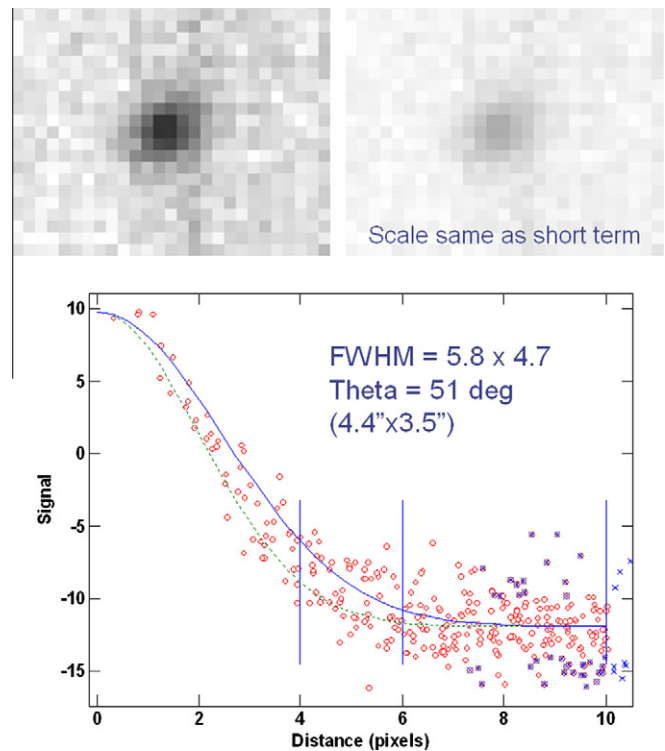 Scale same as short term
FWHM = 5.8 x 4.7
Theta = 51 deg
(4.4"x3.5")
10
5
0
-5
-10
-15
Signal
0 2 4 6 8 10
Distance (pixels)